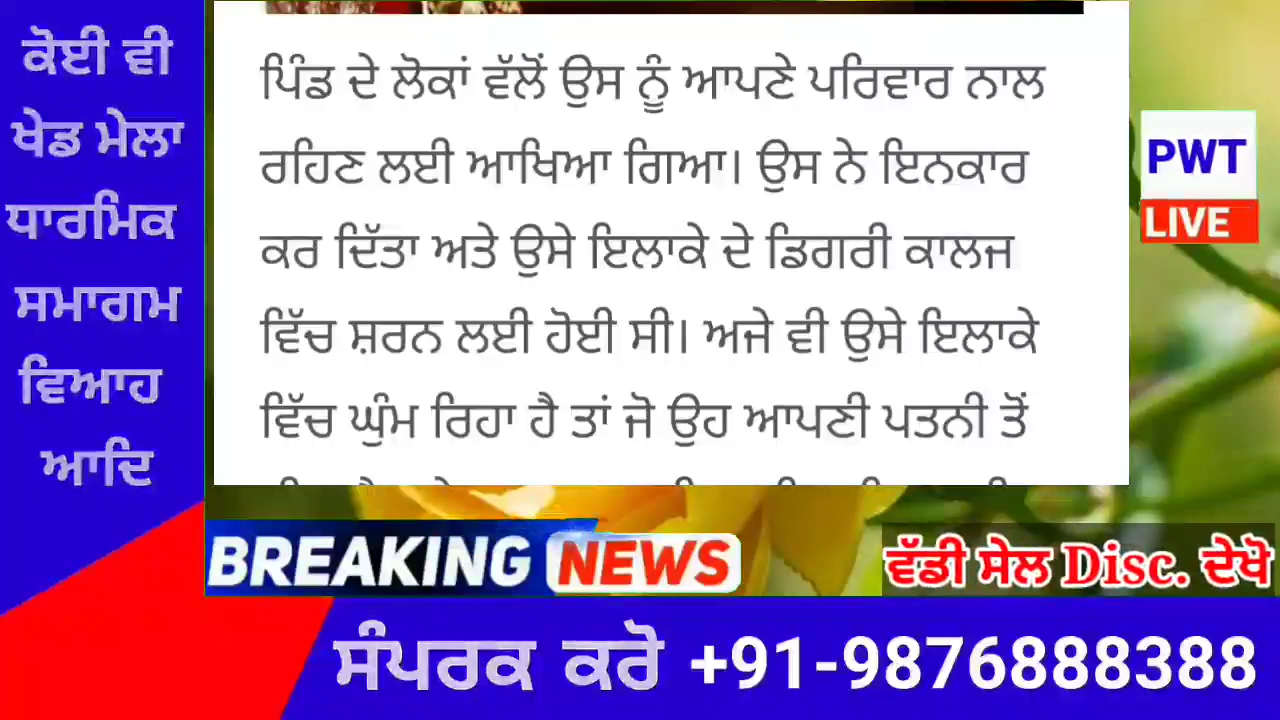 ਕੋਈ ਵੀ
ਖੇਡ ਮੇਲਾ
ਧਾਰਮਿਕ
ਸਮਾਗਮ
ਵਿਆਹ
ਆਦਿ
ਪਿੰਡ ਦੇ ਲੋਕਾਂ ਵੱਲੋਂ ਉਸ ਨੂੰ ਆਪਣੇ ਪਰਿਵਾਰ ਨਾਲ
ਰਹਿਣ ਲਈ ਆਖਿਆ ਗਿਆ। ਉਸ ਨੇ ਇਨਕਾਰ
ਕਰ ਦਿੱਤਾ ਅਤੇ ਉਸੇ ਇਲਾਕੇ ਦੇ ਡਿਗਰੀ ਕਾਲਜ
ਵਿੱਚ ਸ਼ਰਨ ਲਈ ਹੋਈ ਸੀ। ਅਜੇ ਵੀ ਉਸੇ ਇਲਾਕੇ
ਵਿੱਚ ਘੁੰਮ ਰਿਹਾ ਹੈ ਤਾਂ ਜੋ ਉਹ ਆਪਣੀ ਪਤਨੀ ਤੋਂ
PWT
LIVE
BREAKING NEWS
ਵੱਡੀ ਸੇਲ Disc. ਦੇਖੋ
ਸੰਪਰਕ ਕਰੋ +91-9876888388